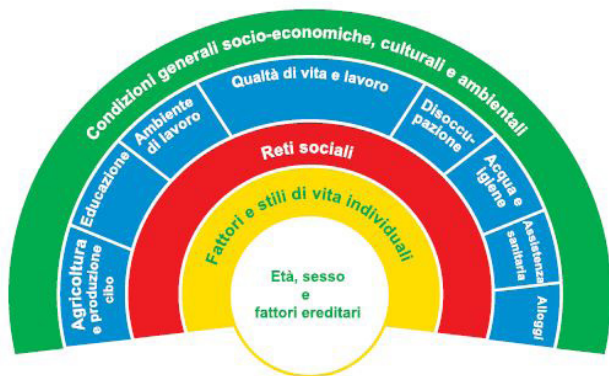 Condizioni generali socio-economiche, culturali e ambientali
Agricoltura
e produzione
cibo
Educazione
Ambiente
di lavoro
Qualtà di vita e lavoro
Disoccu-
pazione
Acqua e
igiene
Assistenza
sanitaria
Alloggi
Reti sociali
Fattori e stili di vita individuali
Età, sesso
e
fattori ereditari